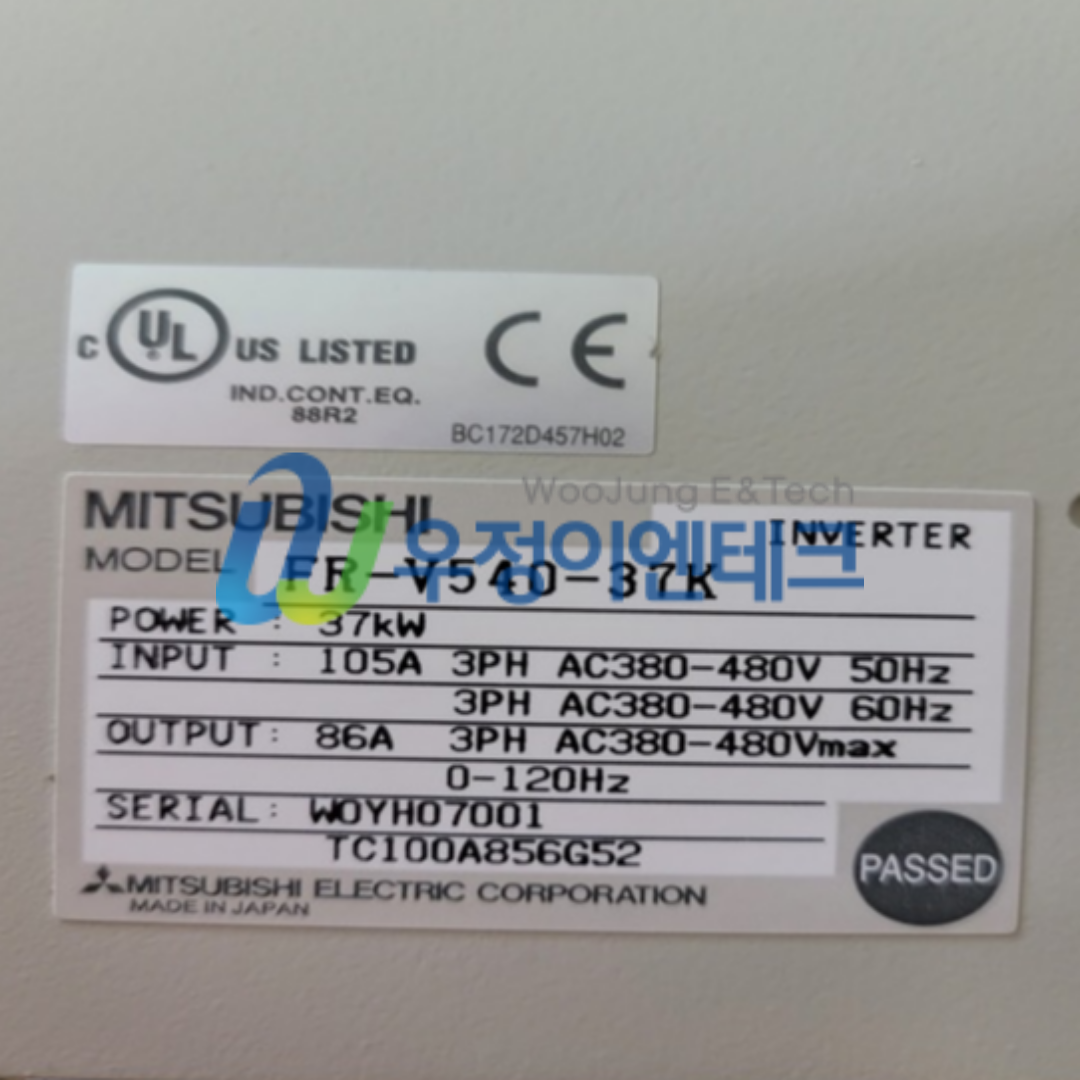 C UL® US LISTED CE
IND.CONT.EQ.
88R2
BC172D457H02
WooJung E&Tech
우정이엔테크
MITSUBISHI INVERTER
MODEL FR-V540-37K
POWER : 37kW
INPUT : 105A 3PH AC380-480V 50Hz
3PH AC380-480V 60Hz
OUTPUT: 86A 3PH AC380-480Vmax
0-120Hz
SERIAL: W0YH07001
TC100A856G52
PASSED
MITSUBISHI ELECTRIC CORPORATION
MADE IN JAPAN